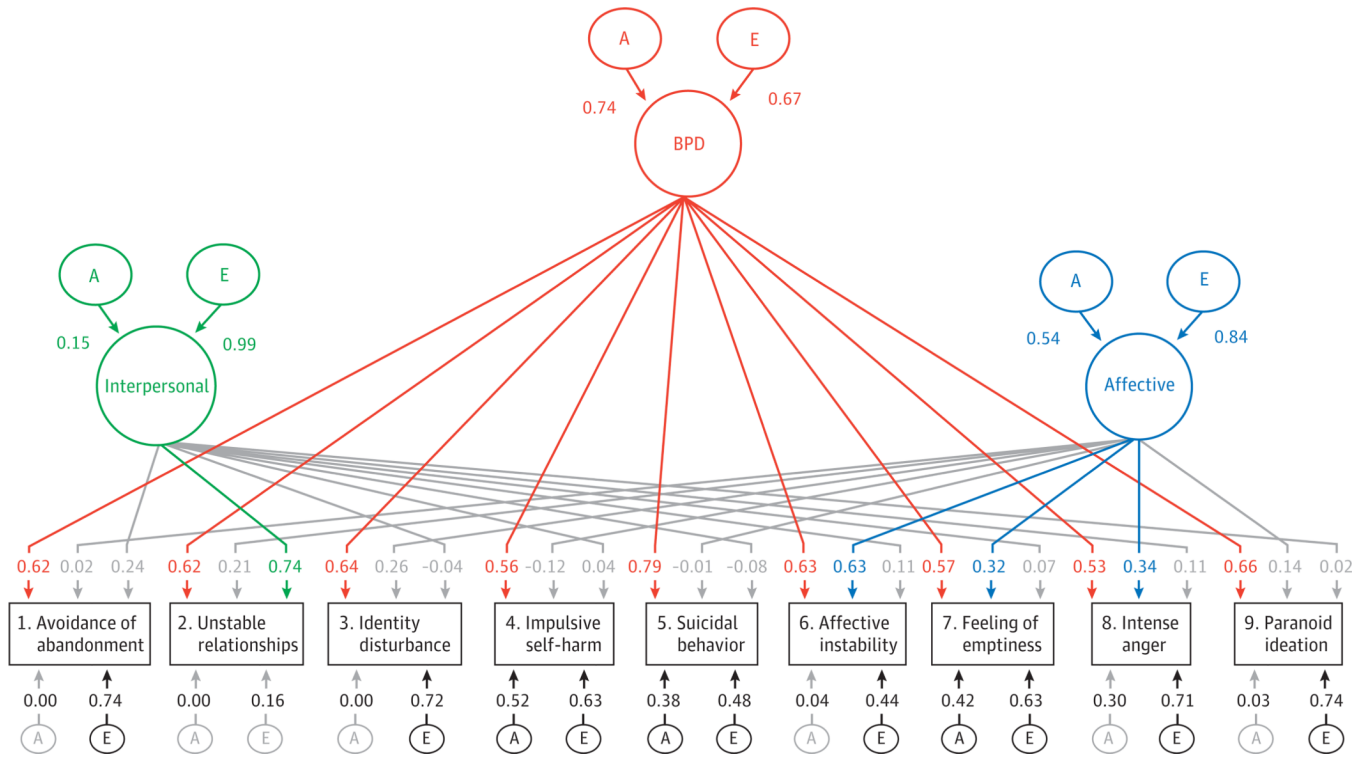 A E
0.74 0.67
BPD
A E
0.15 0.99
Interpersonal
A E
0.54 0.84
Affective
0.62 0.02 0.24 0.62 0.21 0.74 0.64 0.26 -0.04 0.56 -0.12 0.04 0.79 -0.01 -0.08 0.63 0.63 0.11 0.57 0.32 0.07 0.53 0.34 0.11 0.66 0.14 0.02
1. Avoidance of
abandonment
2. Unstable
relationships
3. Identity
disturbance
4. Impulsive
self-harm
5. Suicidal
behavior
6. Affective
instability
7. Feeling of
emptiness
8. Intense
anger
9. Paranoid
ideation
0.00 0.74 0.00 0.16 0.00 0.72 0.52 0.63 0.38 0.48 0.04 0.44 0.42 0.63 0.30 0.71 0.03 0.74
A E A E A E A E A E A E A E A E A E